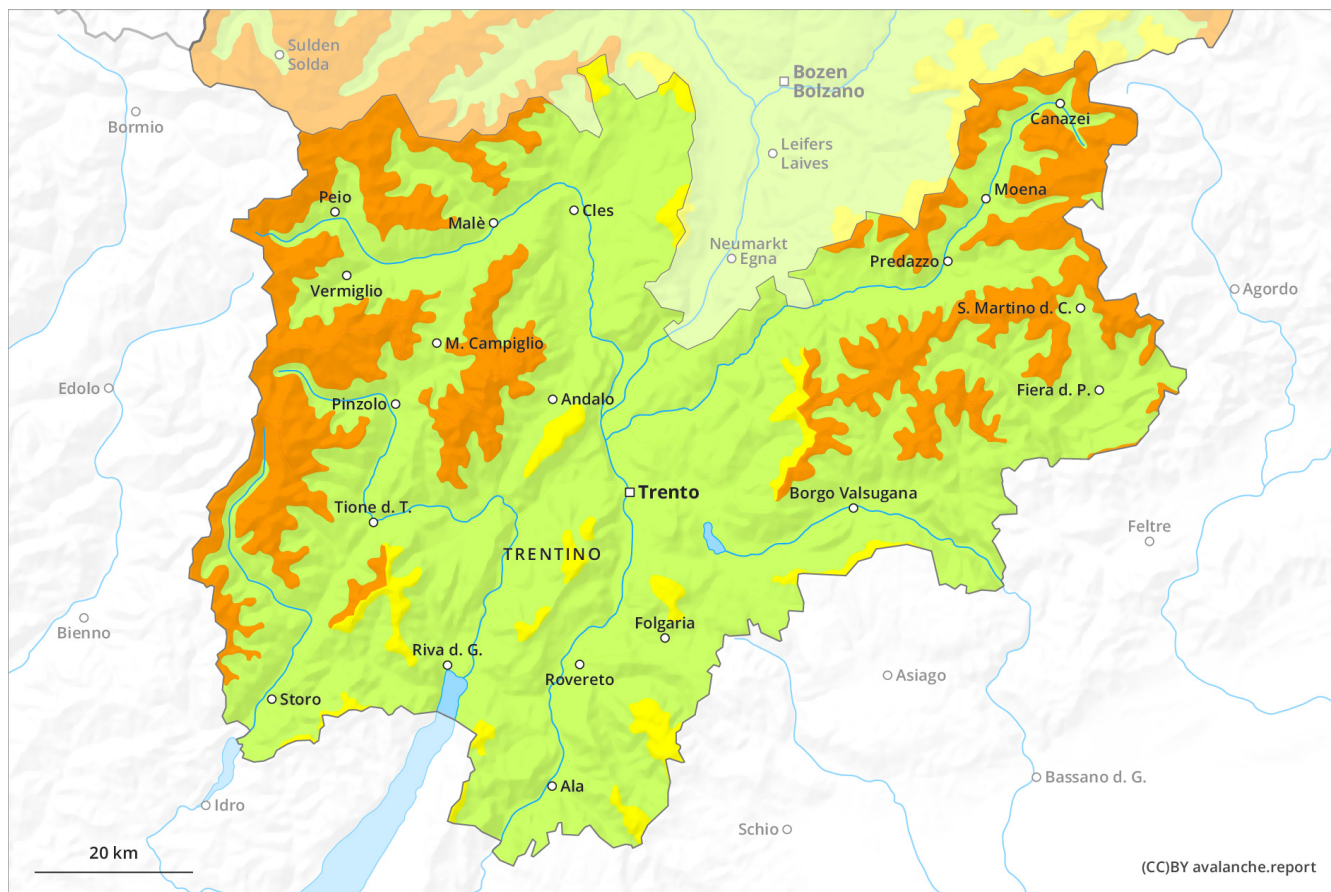 Sulden
Solda
Bozen
Bolzano
Bormio
Canazei
Leifers
Laives
Peio
Moena
Malè
Cles
Neumarkt
Egna
Predazzo
Vermiglio
Agordo
S. Martino d. C.
M. Campiglio
Edolo
Fiera d. P.
Pinzolo
Andalo
Trento
Borgo Valsugana
Tione d. T.
Feltre
TRENTINO
Bienno
Folgaria
Riva d. G.
Rovereto
Asiago
Storo
Bassano d. G.
Ala
Idro
Schio
20 km
(CC)BY avalanche.report